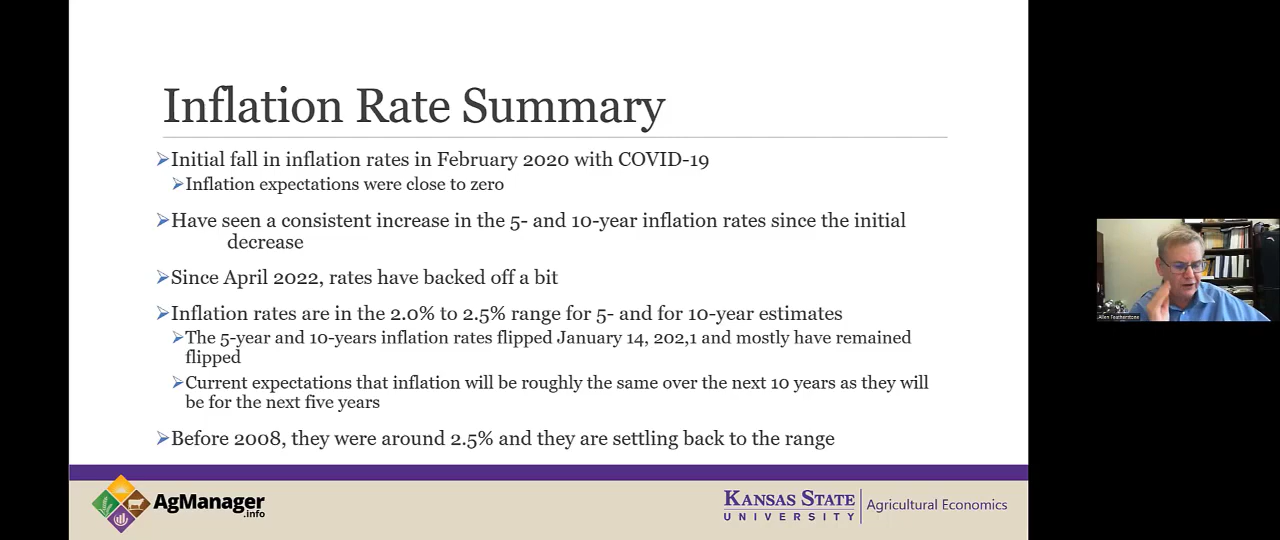 Inflation Rate Summary
➢Initial fall in inflation rates in February 2020 with COVID-19
➢Inflation expectations were close to zero
➢Have seen a consistent increase in the 5- and 10-year inflation rates since the initial
decrease
➢Since April 2022, rates have backed off a bit
➢Inflation rates are in the 2.0% to 2.5% range for 5- and for 10-year estimates
➢The 5-year and 10-years inflation rates flipped January 14, 202,1 and mostly have remained
flipped
➢Current expectations that inflation will be roughly the same over the next 10 years as they will
be for the next five years
➢Before 2008, they were around 2.5% and they are settling back to the range
AgManager
.info
KANSAS STATE
UNIVERSITY
Agricultural Economics
Allen Featherstone